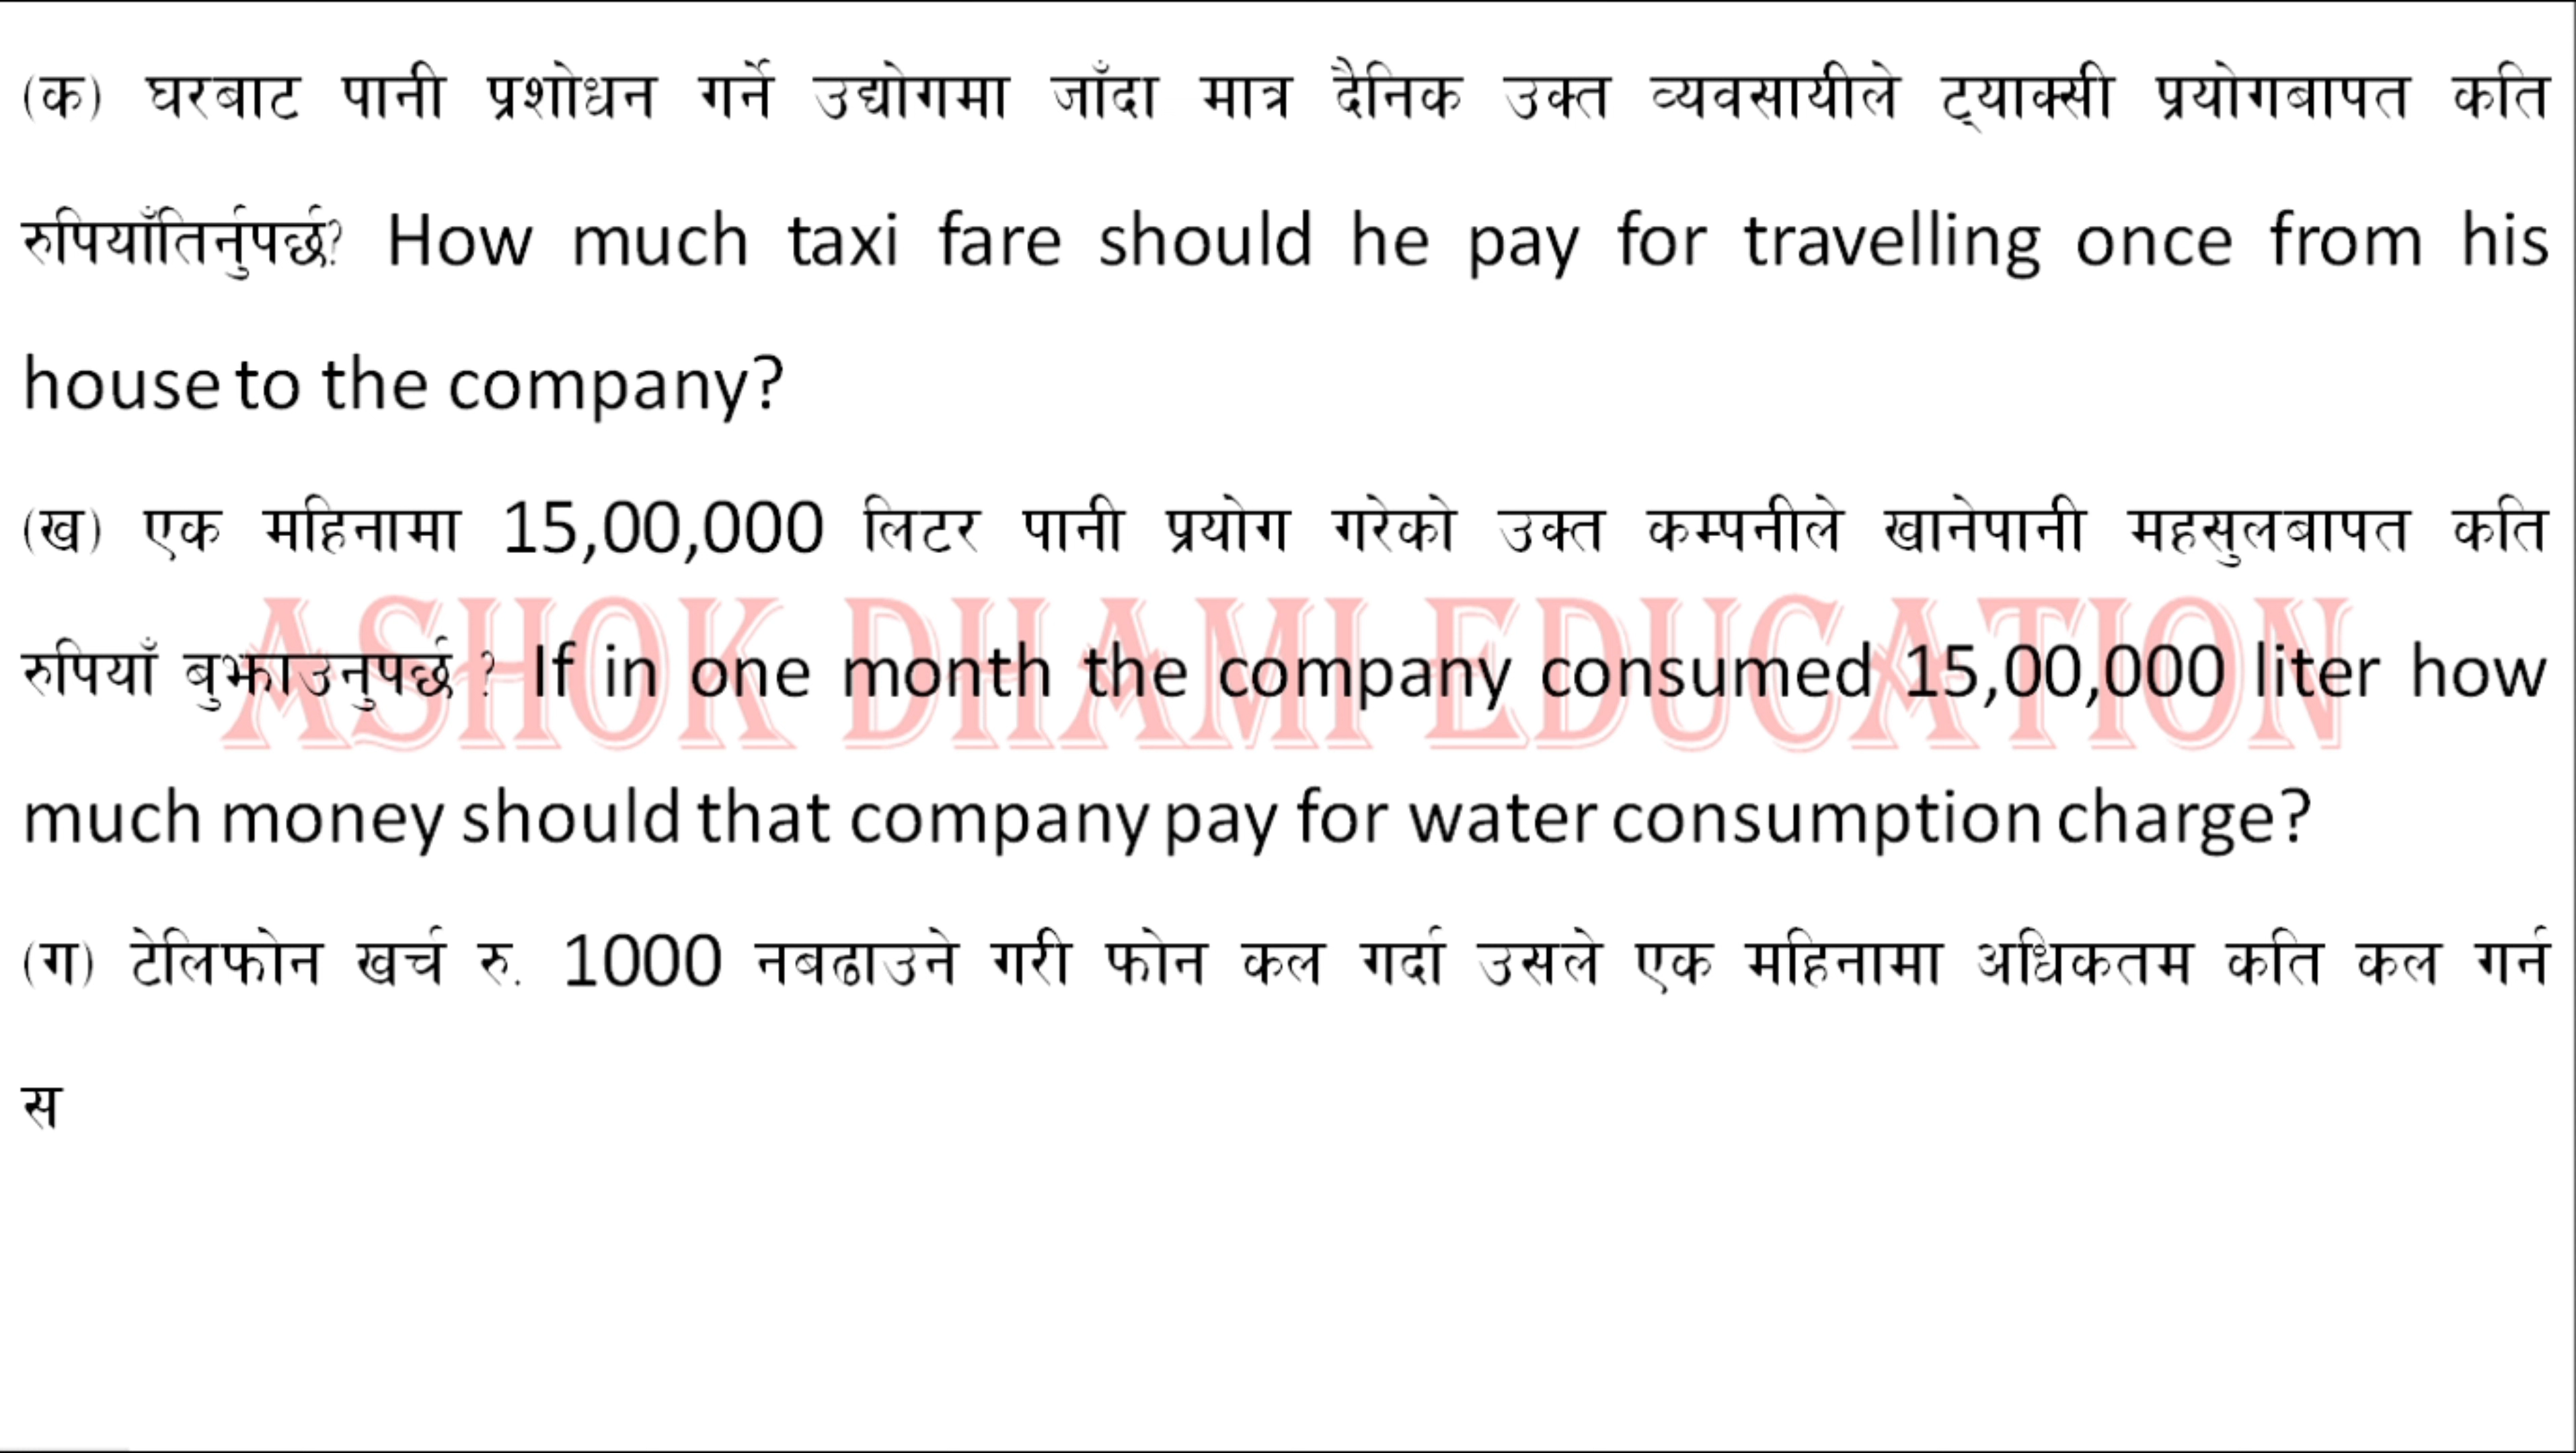 (क) घरबाट पानी प्रशोधन गर्ने उद्योगमा जाँदा मात्र दैनिक उक्त व्यवसायीले ट्याक्सी प्रयोगबापत कति
रुपियाँतिर्नुपर्छ? How much taxi fare should he pay for travelling once from his
house to the company?
(ख) एक महिनामा 15,00,000 लिटर पानी प्रयोग गरेको उक्त कम्पनीले खानेपानी महसुलबापत कति
ASHOK DHAMI EDUCATION
रुपियाँ बुझाउनुपर्छ ? If in one month the company consumed 15,00,000 liter how
much money should that company pay for water consumption charge?
(ग) टेलिफोन खर्च रु. 1000 नबढाउने गरी फोन कल गर्दा उसले एक महिनामा अधिकतम कति कल गर्न
स